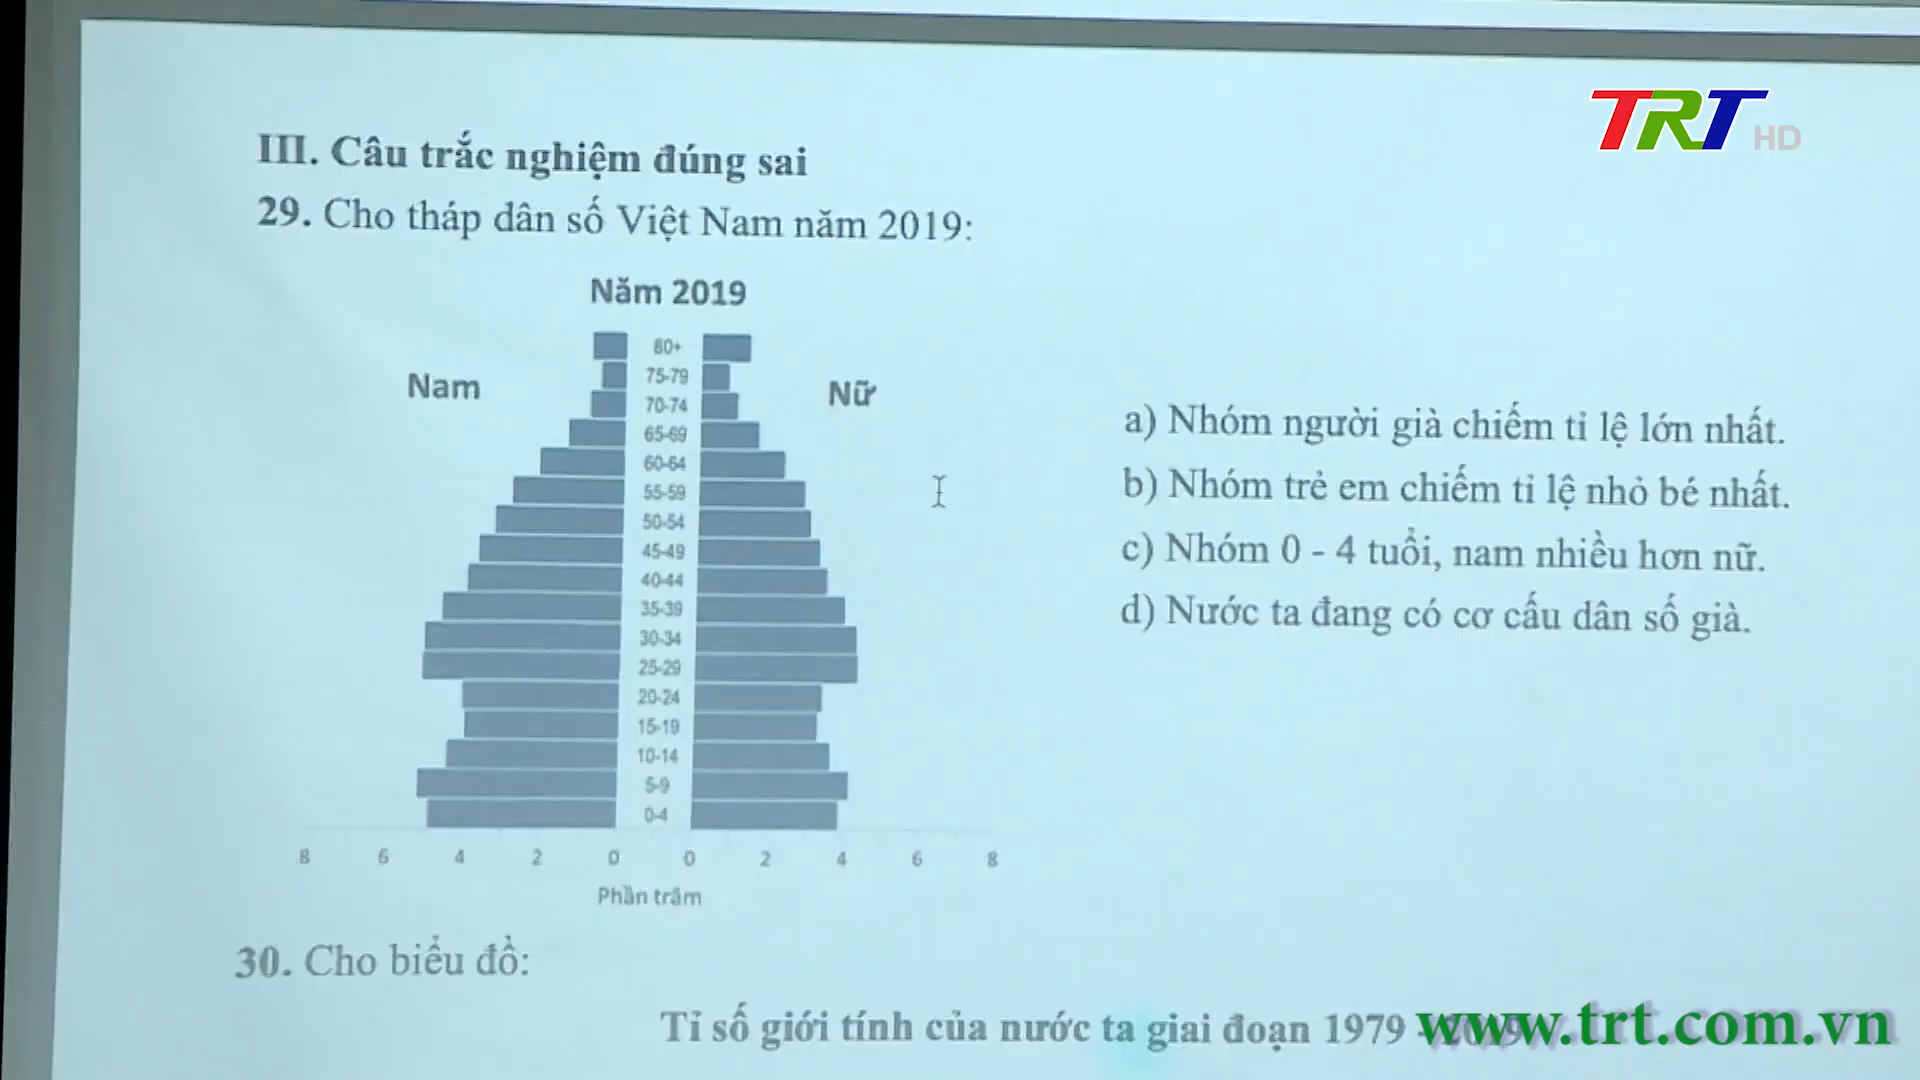 TRT HD
III. Câu trắc nghiệm đúng sai
29. Cho tháp dân số Việt Nam năm 2019:
Năm 2019
Nam
Nữ
80+
75-79
70-74
65-69
60-64
55-59
50-54
45-49
40-44
35-39
30-34
25-29
20-24
15-19
10-14
5-9
0-4
8 6 4 2 0 0 2 4 6 8
Phần trăm
a) Nhóm người già chiếm tỉ lệ lớn nhất.
b) Nhóm trẻ em chiếm tỉ lệ nhỏ bé nhất.
c) Nhóm 0 - 4 tuổi, nam nhiều hơn nữ.
d) Nước ta đang có cơ cấu dân số già.
30. Cho biểu đồ:
Tỉ số giới tính của nước ta giai đoạn 1979
www.trt.com.vn